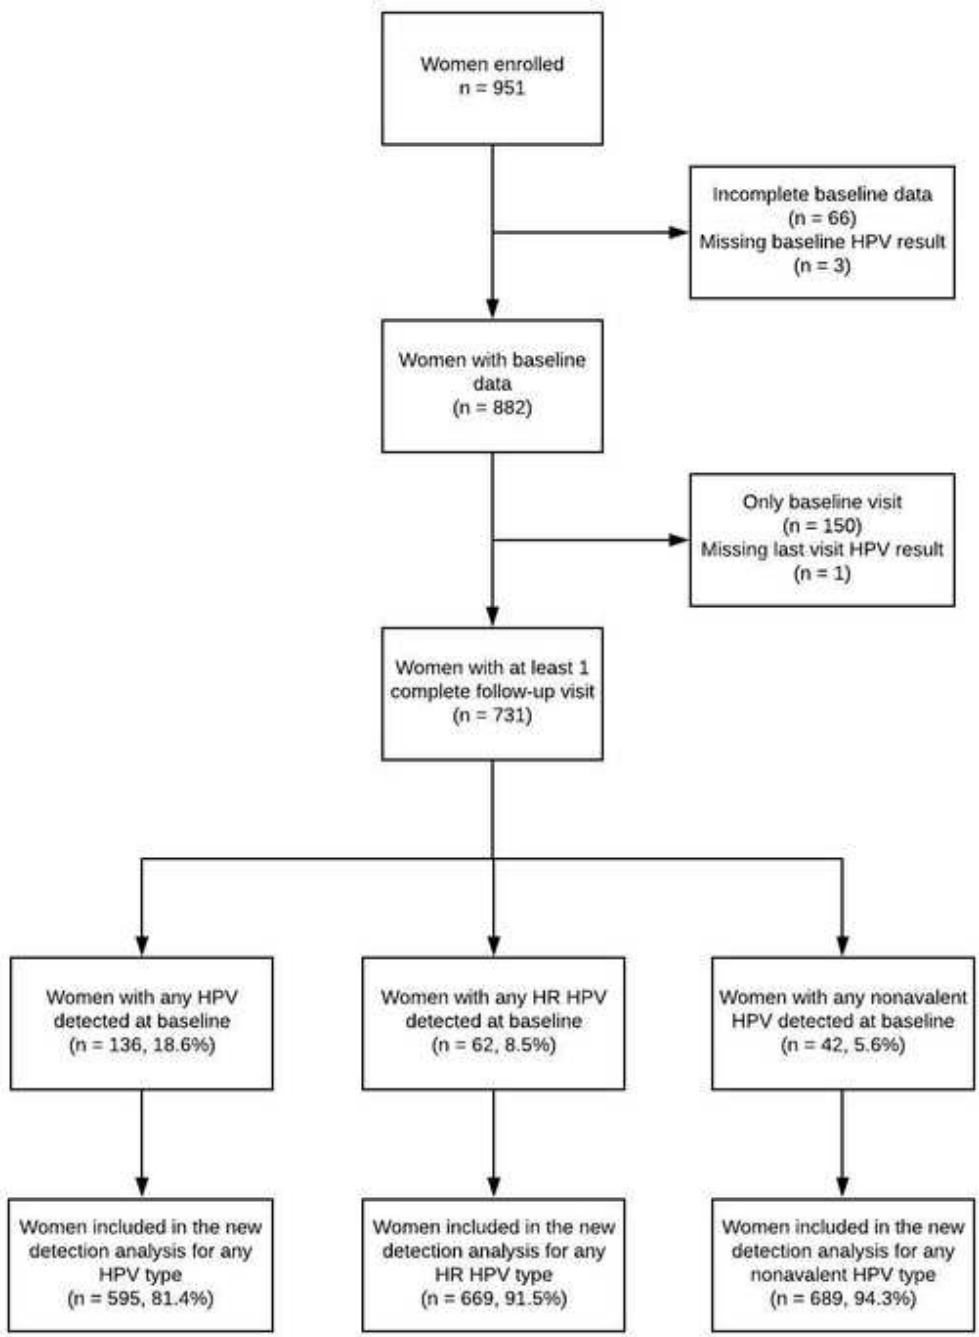 Women enrolled
n = 951
Incomplete baseline data
(n = 66)
Missing baseline HPV result
(n = 3)
Women with baseline
data
(n = 882)
Only baseline visit
(n = 150)
Missing last visit HPV result
(n = 1)
Women with at least 1
complete follow-up visit
(n = 731)
Women with any HPV
detected at baseline
(n = 136, 18.6%)
Women with any HR HPV
detected at baseline
(n = 62, 8.5%)
Women with any nonavalent
HPV detected at baseline
(n = 42, 5.6%)
Women included in the new
detection analysis for any
HPV type
(n = 595, 81.4%)
Women included in the new
detection analysis for any
HR HPV type
(n = 669, 91.5%)
Women included in the new
detection analysis for any
nonavalent HPV type
(n = 689, 94.3%)